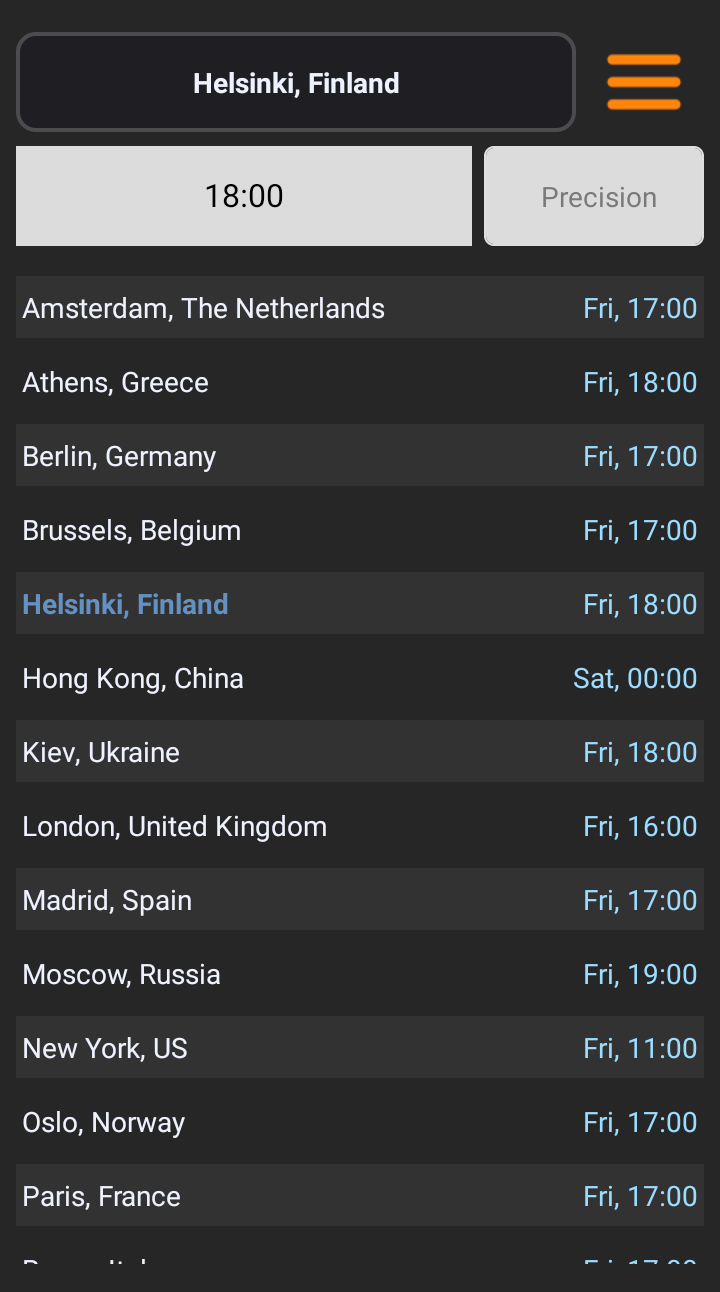 Helsinki, Finland
18:00 Precision
Amsterdam, The Netherlands Fri, 17:00
Athens, Greece Fri, 18:00
Berlin, Germany Fri, 17:00
Brussels, Belgium Fri, 17:00
Helsinki, Finland Fri, 18:00
Hong Kong, China Sat, 00:00
Kiev, Ukraine Fri, 18:00
London, United Kingdom Fri, 16:00
Madrid, Spain Fri, 17:00
Moscow, Russia Fri, 19:00
New York, US Fri, 11:00
Oslo, Norway Fri, 17:00
Paris, France Fri, 17:00